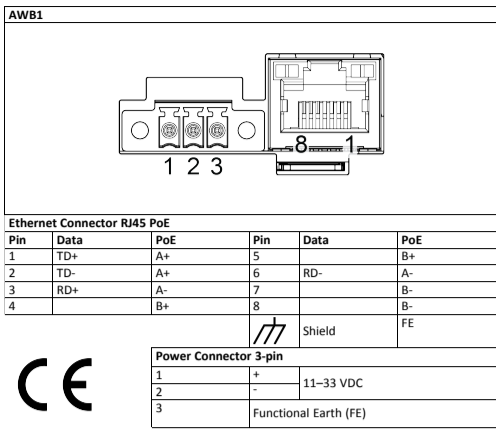 AWB1
8 1
1 2 3
Ethernet Connector RJ45 PoE
Pin Data PoE Pin Data PoE
1 TD+ A+ 5 B+
2 TD- A+ 6 RD- A-
3 RD+ A- 7 B-
4 B+ 8 B-
Shield FE
Power Connector 3-pin
1 + 11–33 VDC
2 -
3 Functional Earth (FE)
CE